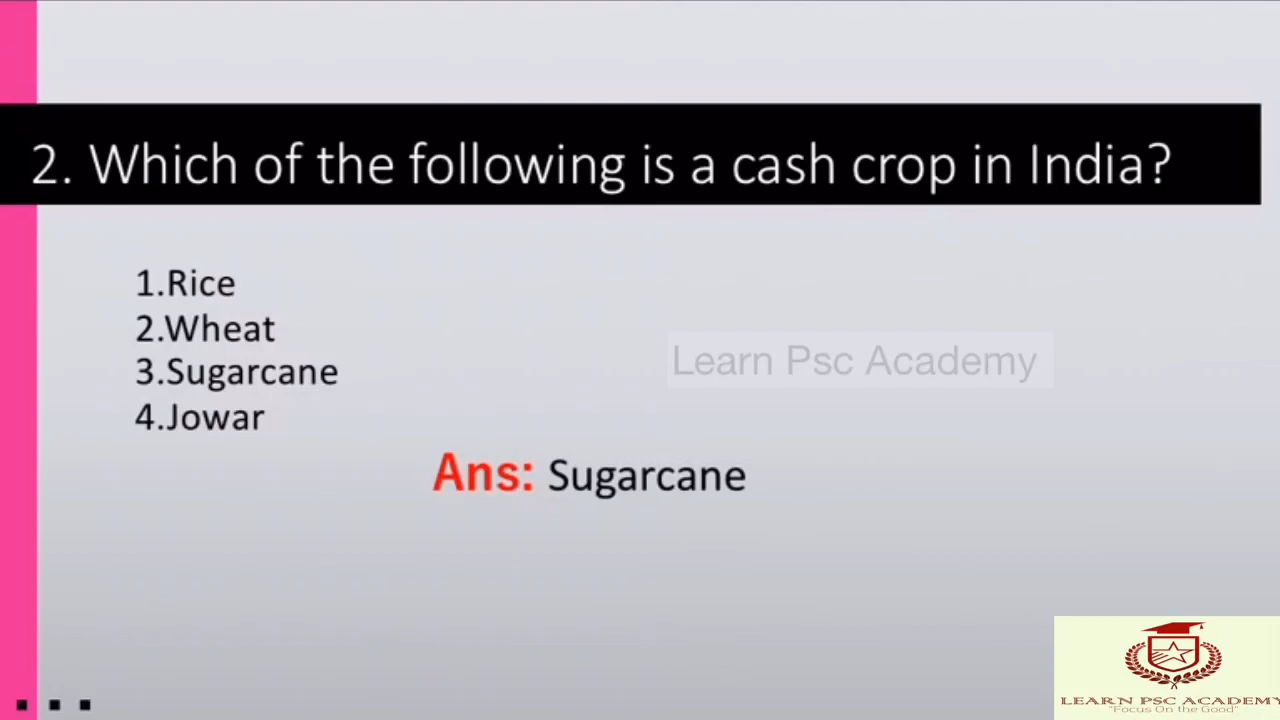 2. Which of the following is a cash crop in India?
1.Rice
2.Wheat
3.Sugarcane
4.Jowar
Learn Psc Academy
Ans: Sugarcane
LEARN PSC ACADEMY
"Focus On the Good"